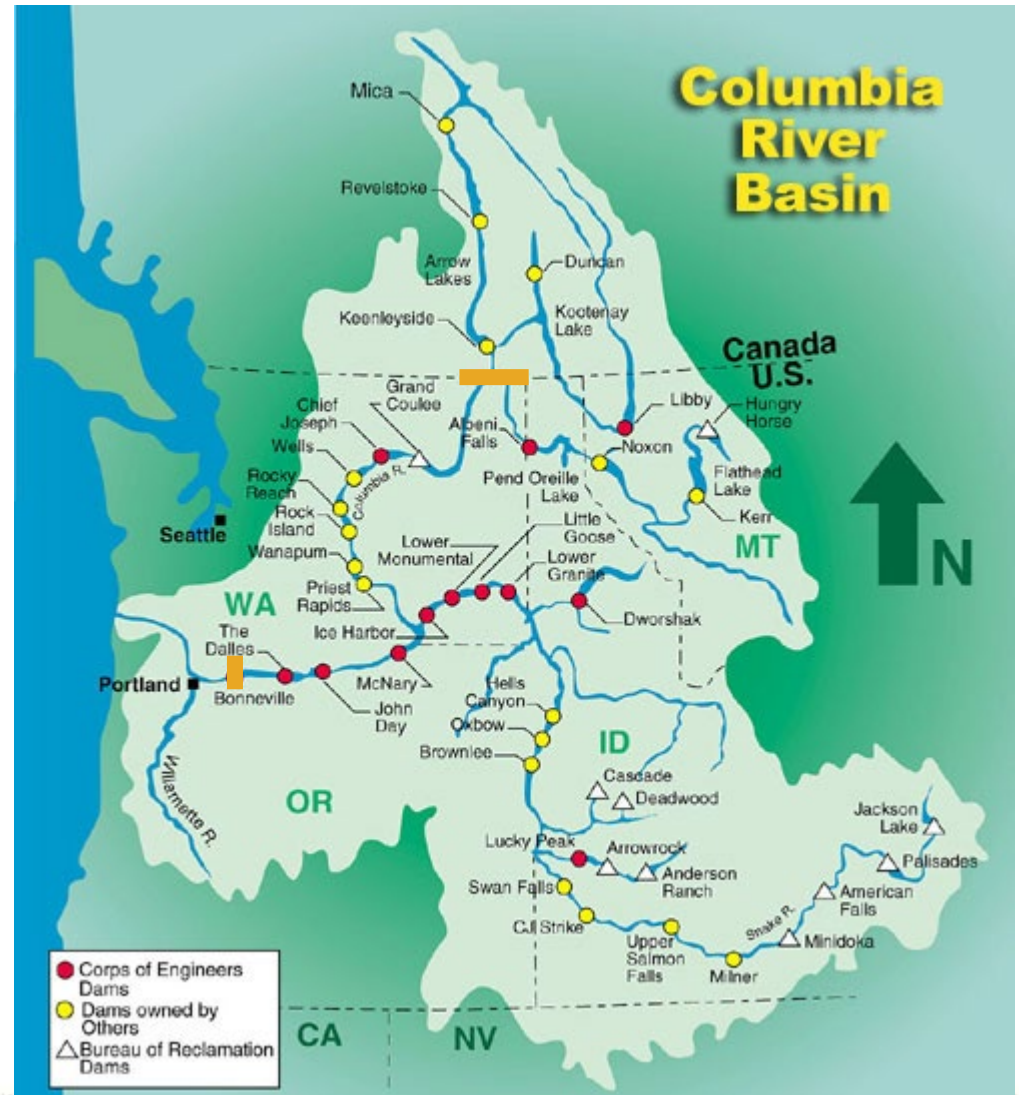 Columbia
River
Basin
Mica
Revelstoke
Arrow
Lakes
Duncan
Keenleyside
Kootenay
Lake
Canada
U.S.
Grand
Coulee
Chief
Joseph
Albeni
Falls
Libby
Hungry
Horse
Wells
Noxon
Columbia R.
Rocky
Reach
Pend Oreille
Lake
Flathead
Lake
Kerr
Rock
Island
Little
Goose
Seattle
Lower
Monumental
Wanapum
Lower
Granite
MT
N
Priest
Rapids
WA
Ice Harbor
Dworshak
The
Dalles
Portland
Bonneville
McNary
John
Day
Hells
Canyon
Oxbow
Brownlee
ID
Willamette R.
OR
Cascade
Deadwood
Jackson
Lake
Lucky Peak
Arrowrock
Palisades
Anderson
Ranch
Swan Falls
American
Falls
CJ Strike
Snake R.
Upper
Salmon
Falls
Minidoka
Milner
Corps of Engineers
Dams
Dams owned by
Others
Bureau of Reclamation
Dams
CA
NV